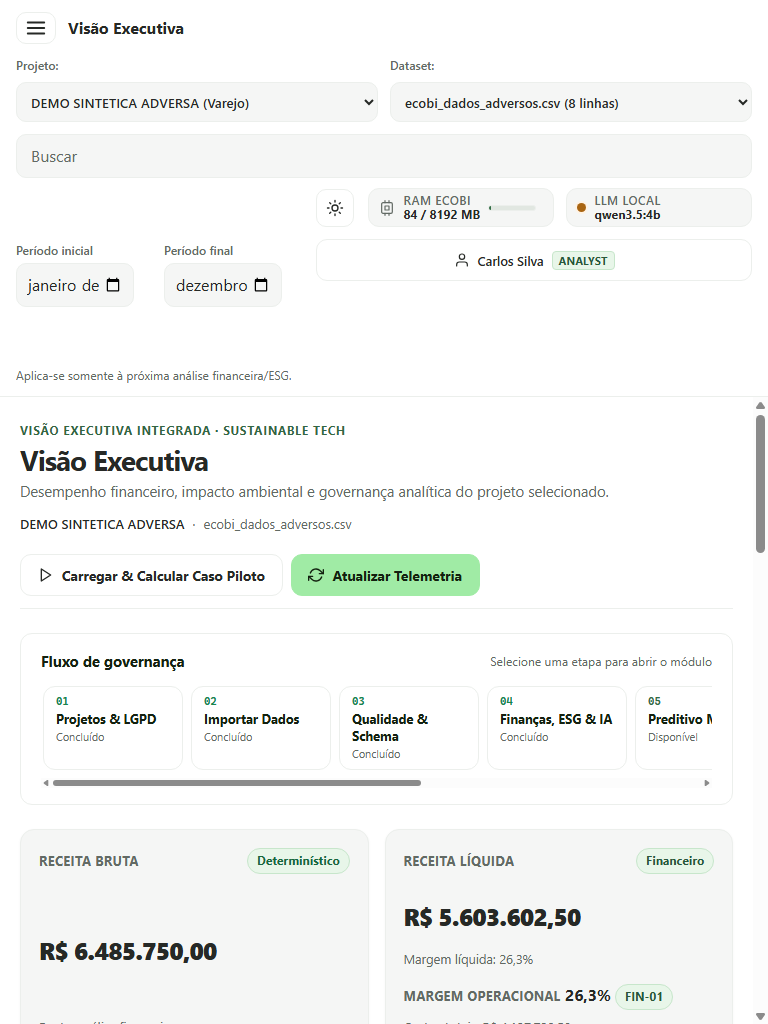 Visão Executiva
Projeto:
Dataset:
DEMO SINTETICA ADVERSA (Varejo)
ecobi_dados_adversos.csv (8 linhas)
Buscar
RAM ECOBI
84 / 8192 MB
LLM LOCAL
qwen3.5:4b
Período inicial
Período final
janeiro de
dezembro
Carlos Silva ANALYST
Aplica-se somente à próxima análise financeira/ESG.
VISÃO EXECUTIVA INTEGRADA · SUSTAINABLE TECH
Visão Executiva
Desempenho financeiro, impacto ambiental e governança analítica do projeto selecionado.
DEMO SINTETICA ADVERSA · ecobi_dados_adversos.csv
Carregar & Calcular Caso Piloto
Atualizar Telemetria
Fluxo de governança
Selecione uma etapa para abrir o módulo
01
Projetos & LGPD
Concluído
02
Importar Dados
Concluído
03
Qualidade &
Schema
Concluído
04
Finanças, ESG & IA
Concluído
05
Preditivo
Disponível
RECEITA BRUTA
Determinístico
R$ 6.485.750,00
RECEITA LÍQUIDA
Financeiro
R$ 5.603.602,50
Margem líquida: 26,3%
MARGEM OPERACIONAL 26,3% FIN-01